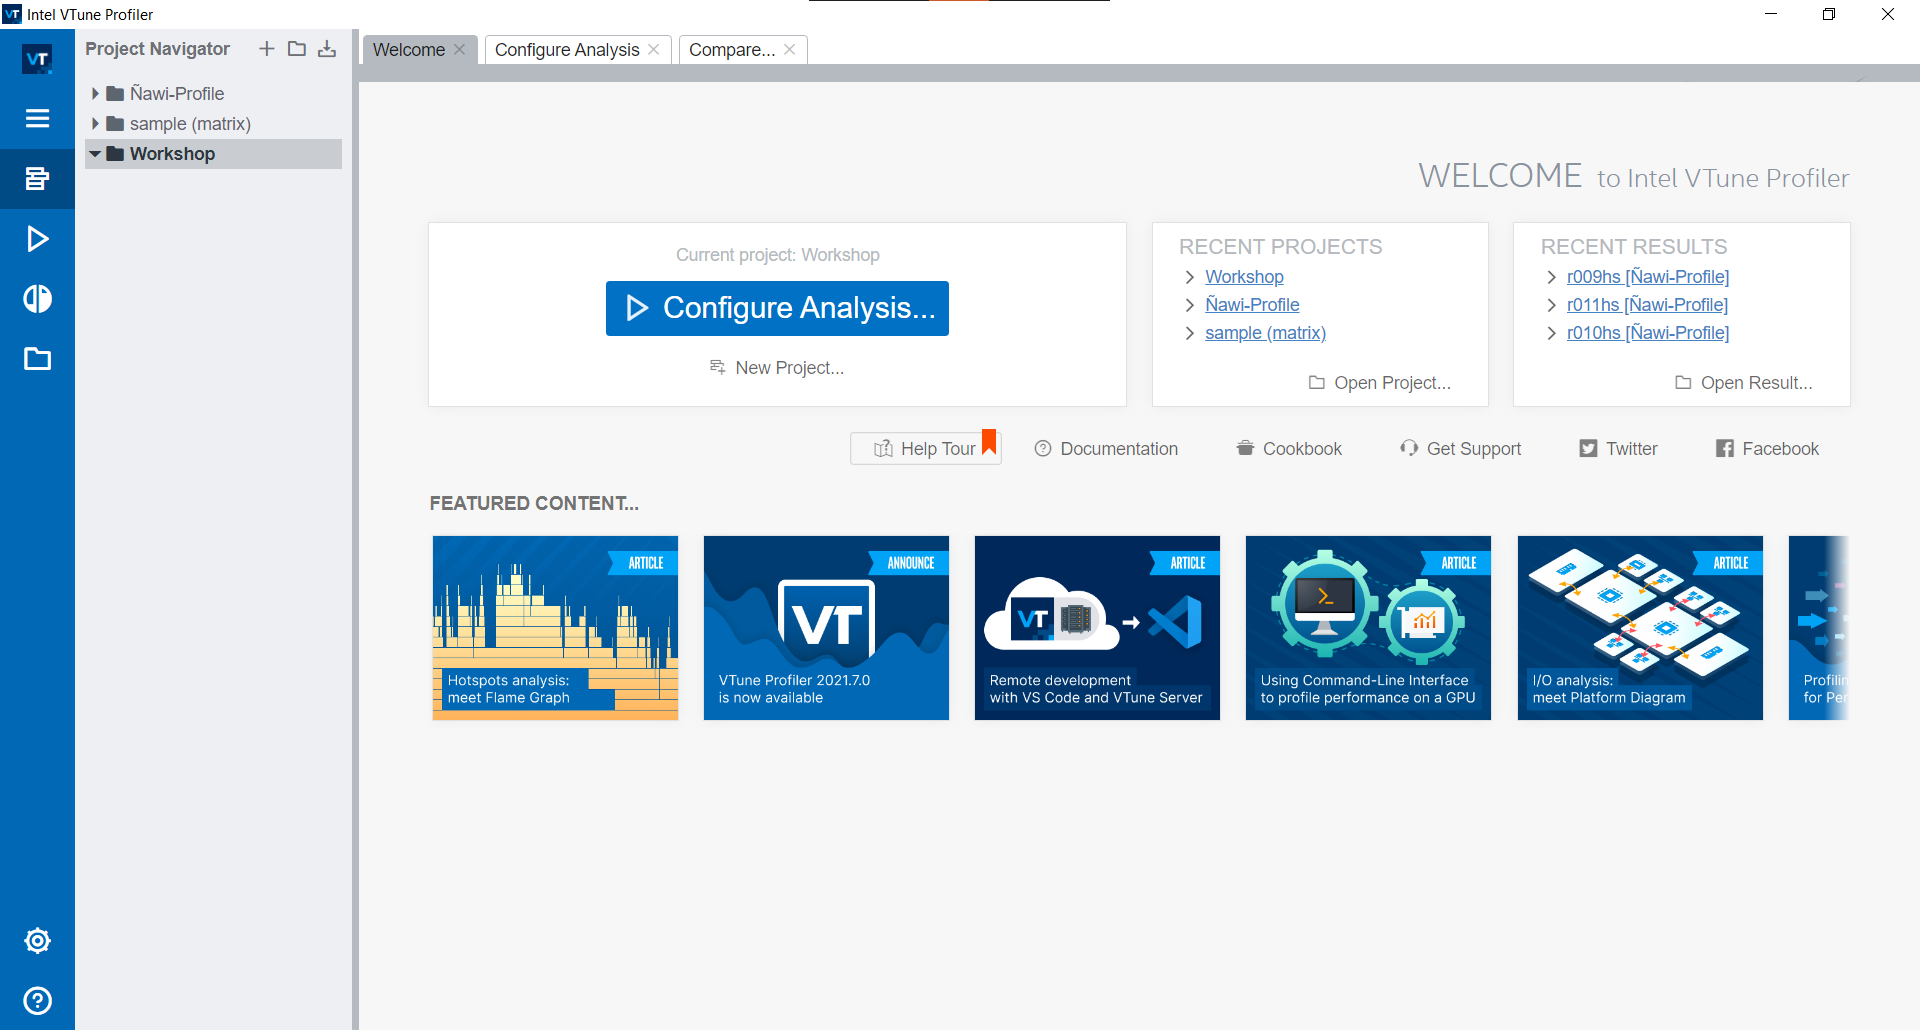 VT Intel VTune Profiler
VT
Project Navigator
Ñawi-Profile
sample (matrix)
Workshop
Welcome
Configure Analysis
Compare...
WELCOME to Intel VTune Profiler
Current project: Workshop
Configure Analysis...
New Project...
RECENT PROJECTS
Workshop
Ñawi-Profile
sample (matrix)
Open Project...
RECENT RESULTS
r009hs [Ñawi-Profile]
r011hs [Ñawi-Profile]
r010hs [Ñawi-Profile]
Open Result...
Help Tour
Documentation
Cookbook
Get Support
Twitter
Facebook
FEATURED CONTENT...
ARTICLE
Hotspots analysis:
meet Flame Graph
ANNOUNCE
VT
VTune Profiler 2021.7.0
is now available
ARTICLE
VT
Remote development
with VS Code and VTune Server
ARTICLE
Using Command-Line Interface
to profile performance on a GPU
ARTICLE
I/O analysis:
meet Platform Diagram
Profilin
for Per